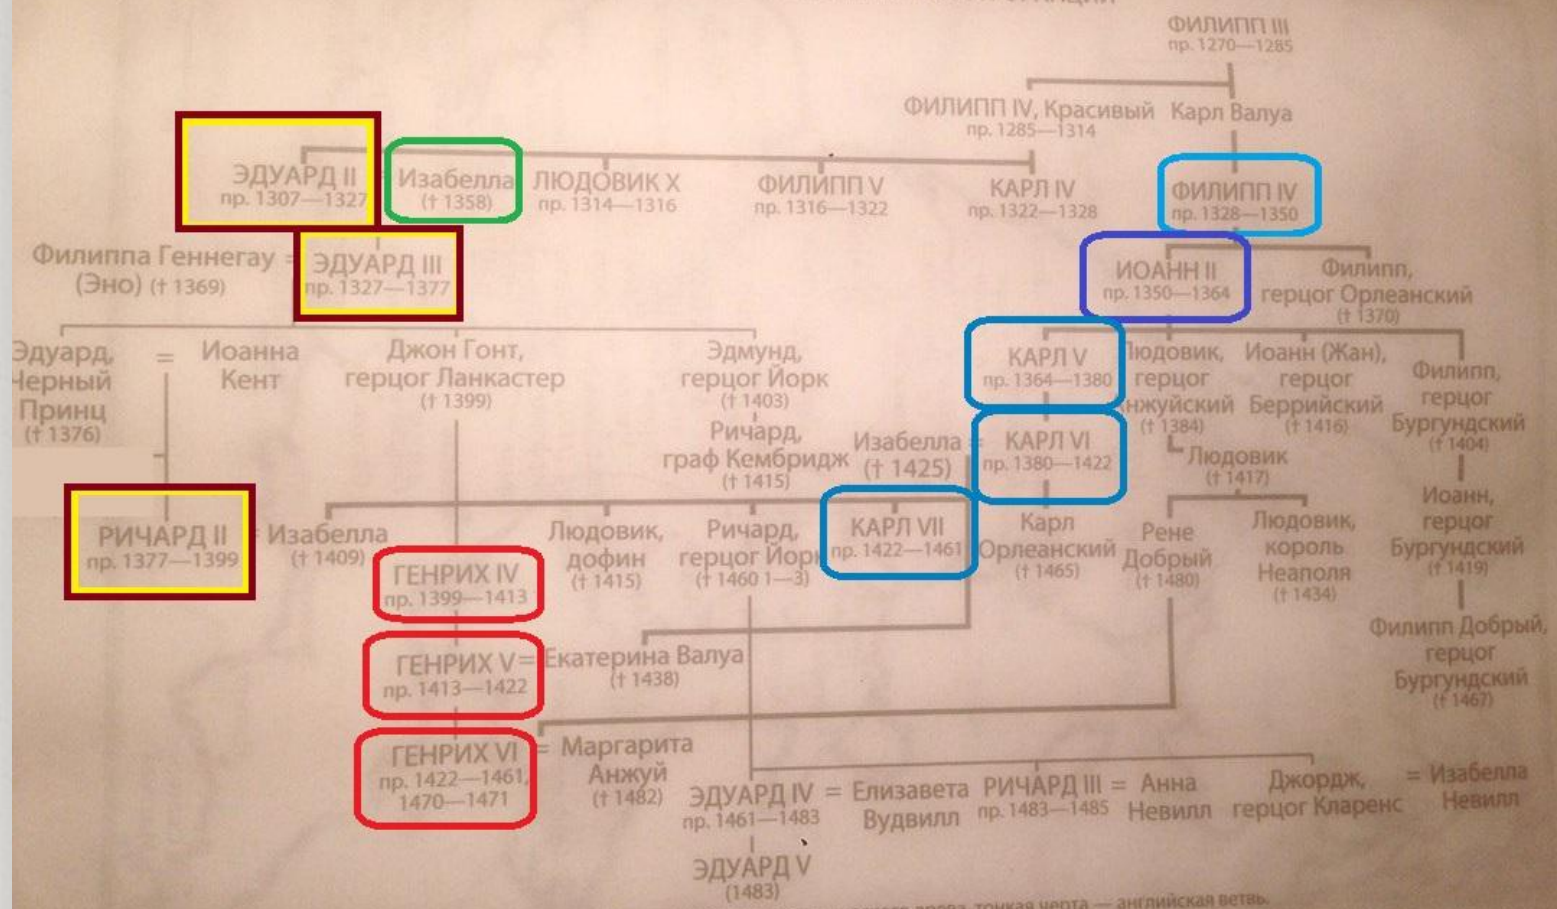 ФИЛИПП III
пр. 1270—1285
ФИЛИПП IV, Красивый
пр. 1285—1314
Карл Валуа
ЭДУАРД II
пр. 1307—1327
=
Изабелла
(† 1358)
ЛЮДОВИК X
пр. 1314—1316
ФИЛИПП V
пр. 1316—1322
КАРЛ IV
пр. 1322—1328
ФИЛИПП IV
пр. 1328—1350
Филиппа Геннегау =
(Эно) († 1369)
ЭДУАРД III
пр. 1327—1377
ИОАНН II
пр. 1350—1364
Филипп,
герцог Орлеанский
(† 1370)
Эдуард,
Черный
Принц
(† 1376)
=
Иоанна
Кент
Джон Гонт,
герцог Ланкастер
(† 1399)
Эдмунд,
герцог Йорк
(† 1403)
Ричард,
граф Кембридж
(† 1415)
КАРЛ V
пр. 1364—1380
Людовик,
герцог
Анжуйский
(† 1384)
Иоанн (Жан),
герцог
Беррийский
(† 1416)
Филипп,
герцог
Бургундский
(† 1404)
Изабелла =
(† 1425)
КАРЛ VI
пр. 1380—1422
Людовик
(† 1417)
РИЧАРД II
пр. 1377—1399
= Изабелла
(† 1409)
Людовик,
дофин
(† 1415)
Ричард,
герцог Йорк
(† 1460 1—3)
КАРЛ VII
пр. 1422—1461
Карл
Орлеанский
(† 1465)
Рене
Добрый
(† 1480)
Людовик,
король
Неаполя
(† 1434)
Иоанн,
герцог
Бургундский
(† 1419)
ГЕНРИХ IV
пр. 1399—1413
ГЕНРИХ V
пр. 1413—1422
= Екатерина Валуа
(† 1438)
Филипп Добрый,
герцог
Бургундский
(† 1467)
ГЕНРИХ VI
пр. 1422—1461,
1470—1471
= Маргарита
Анжуй
(† 1482)
ЭДУАРД IV
пр. 1461—1483
= Елизавета
Вудвилл
РИЧАРД III
пр. 1483—1485
= Анна
Невилл
Джордж,
герцог Кларенс
= Изабелла
Невилл
ЭДУАРД V
(1483)
тонкая черта — английская ветвь.